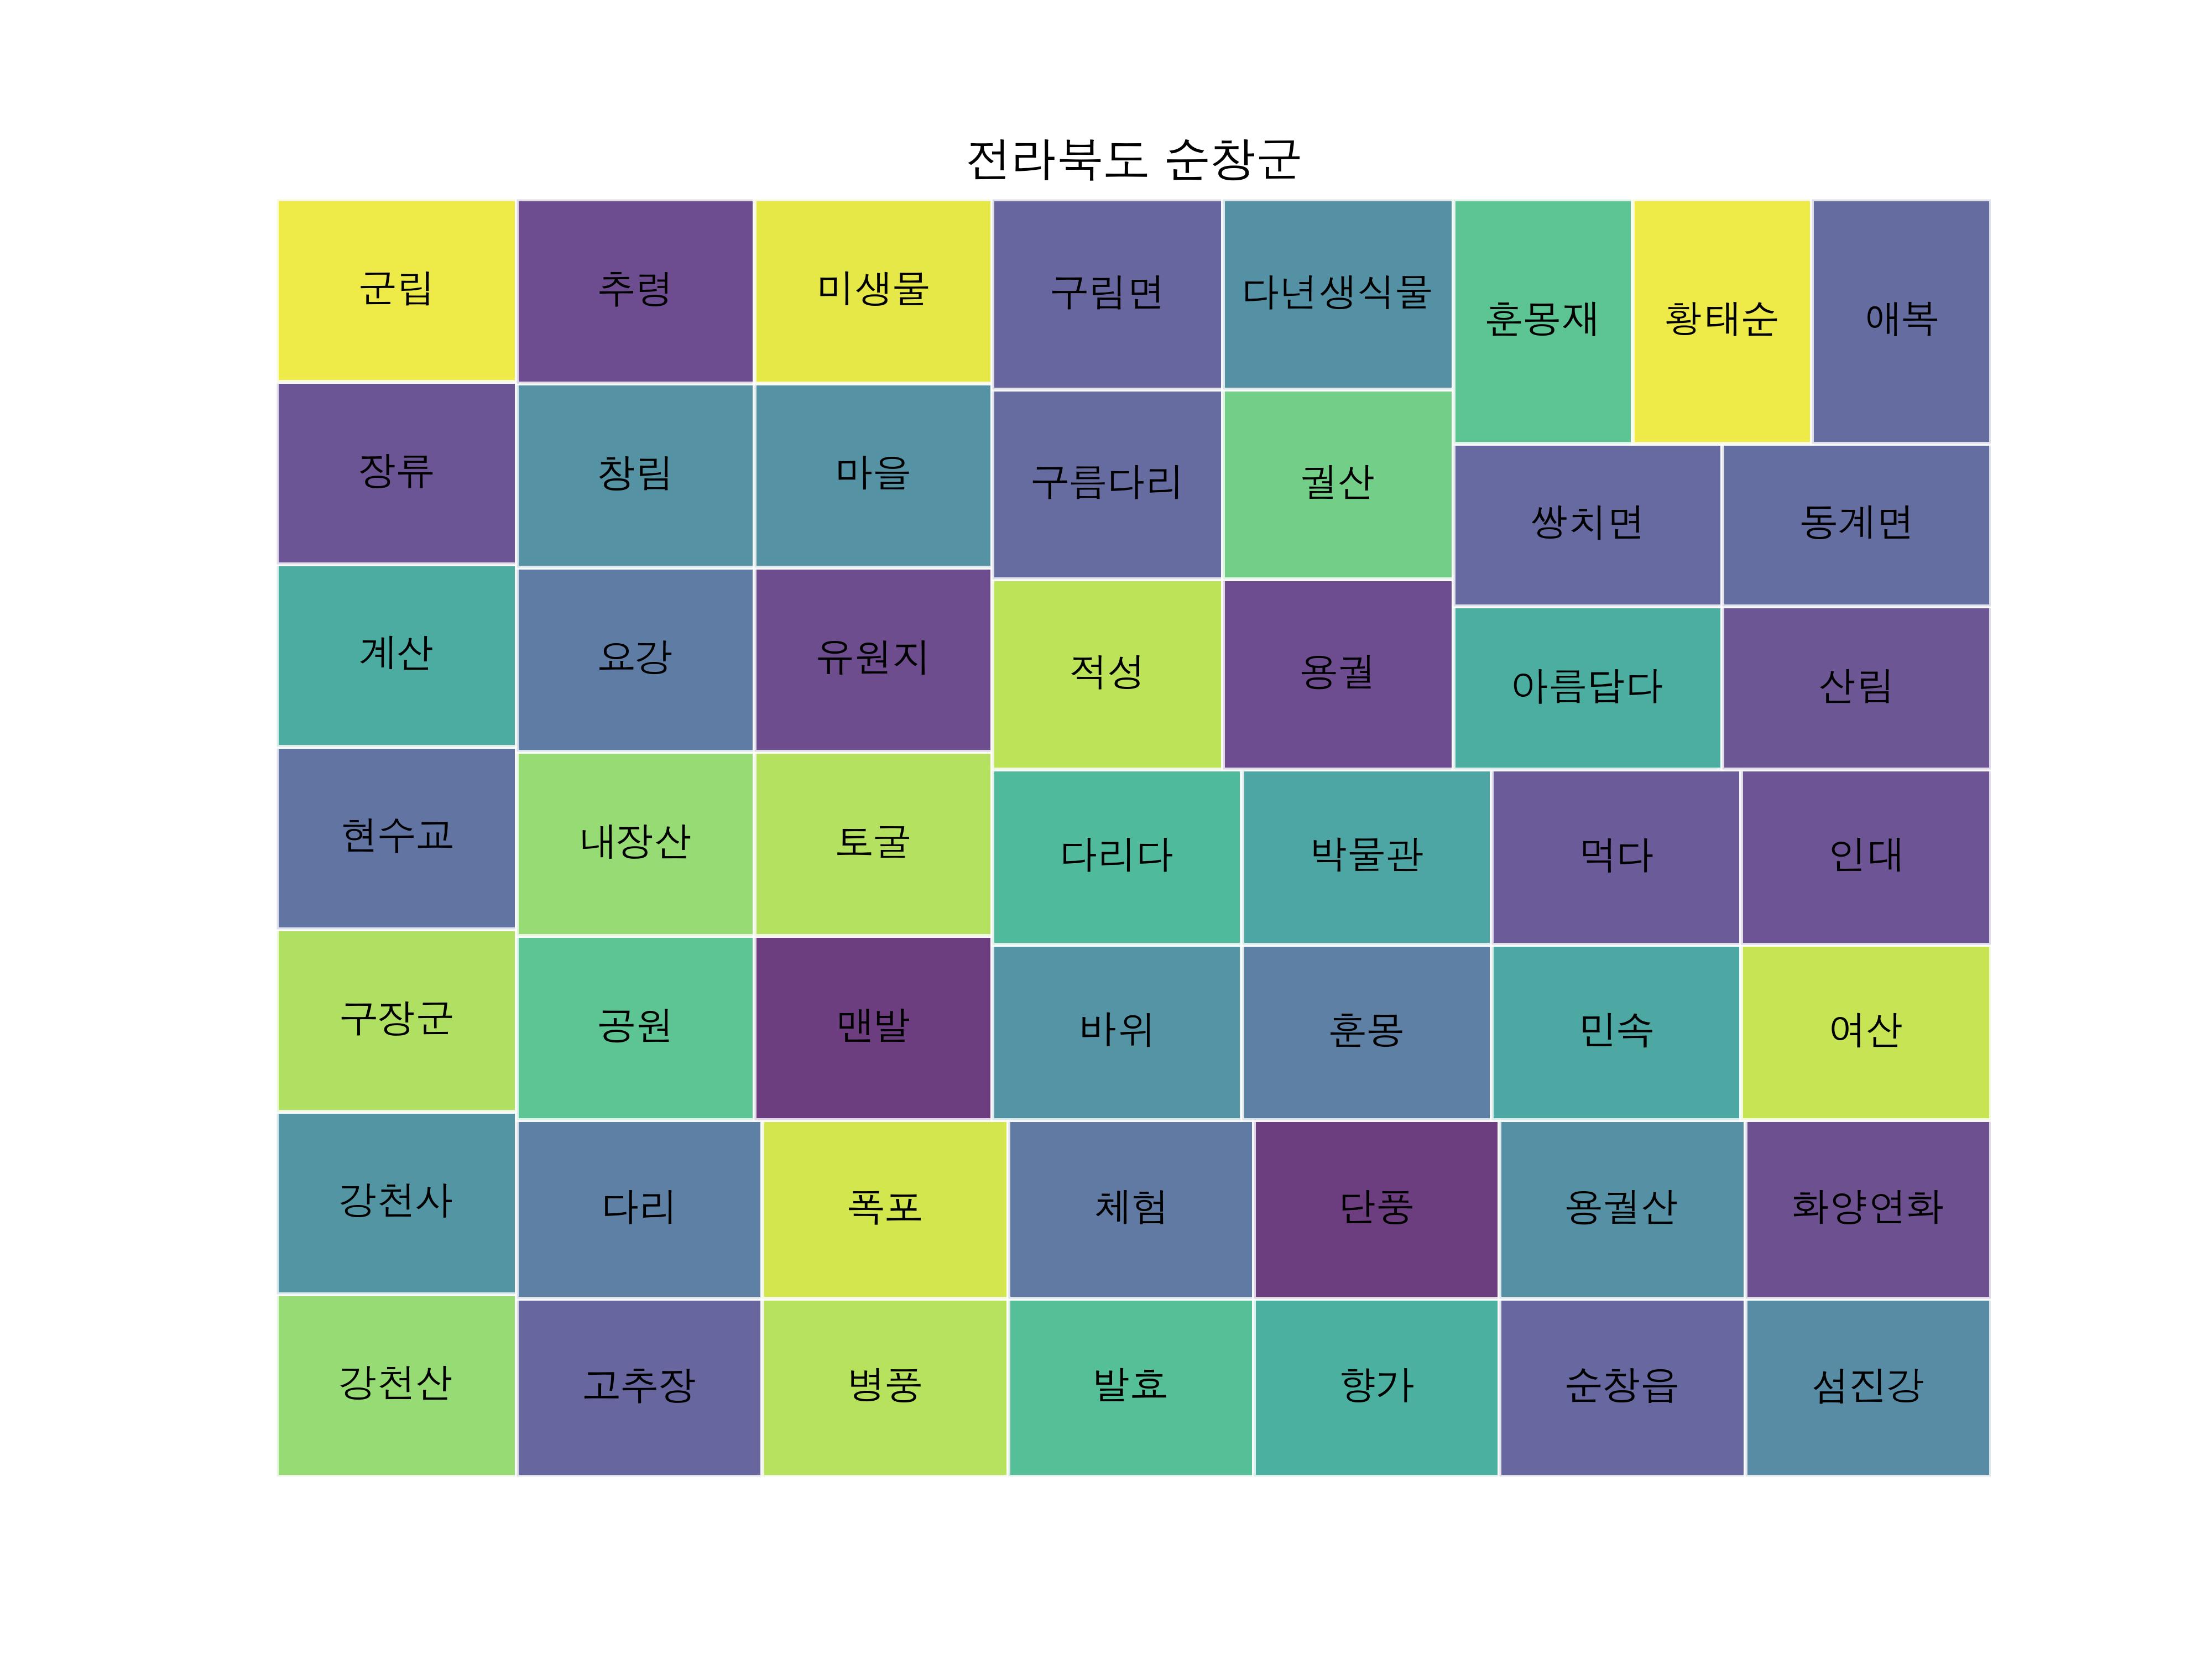 전라북도 순창군
군립
추령
미생물
구림면
다년생식물
훈몽재
황태순
애복
장류
창림
마을
구름다리
궐산
쌍치면
동계면
계산
요강
유원지
적성
용궐
아름답다
산림
현수교
내장산
토굴
다리다
박물관
먹다
인대
구장군
공원
맨발
바위
훈몽
민속
여산
강천사
다리
폭포
체험
단풍
용궐산
화양연화
강천산
고추장
병풍
발효
향가
순창읍
섬진강